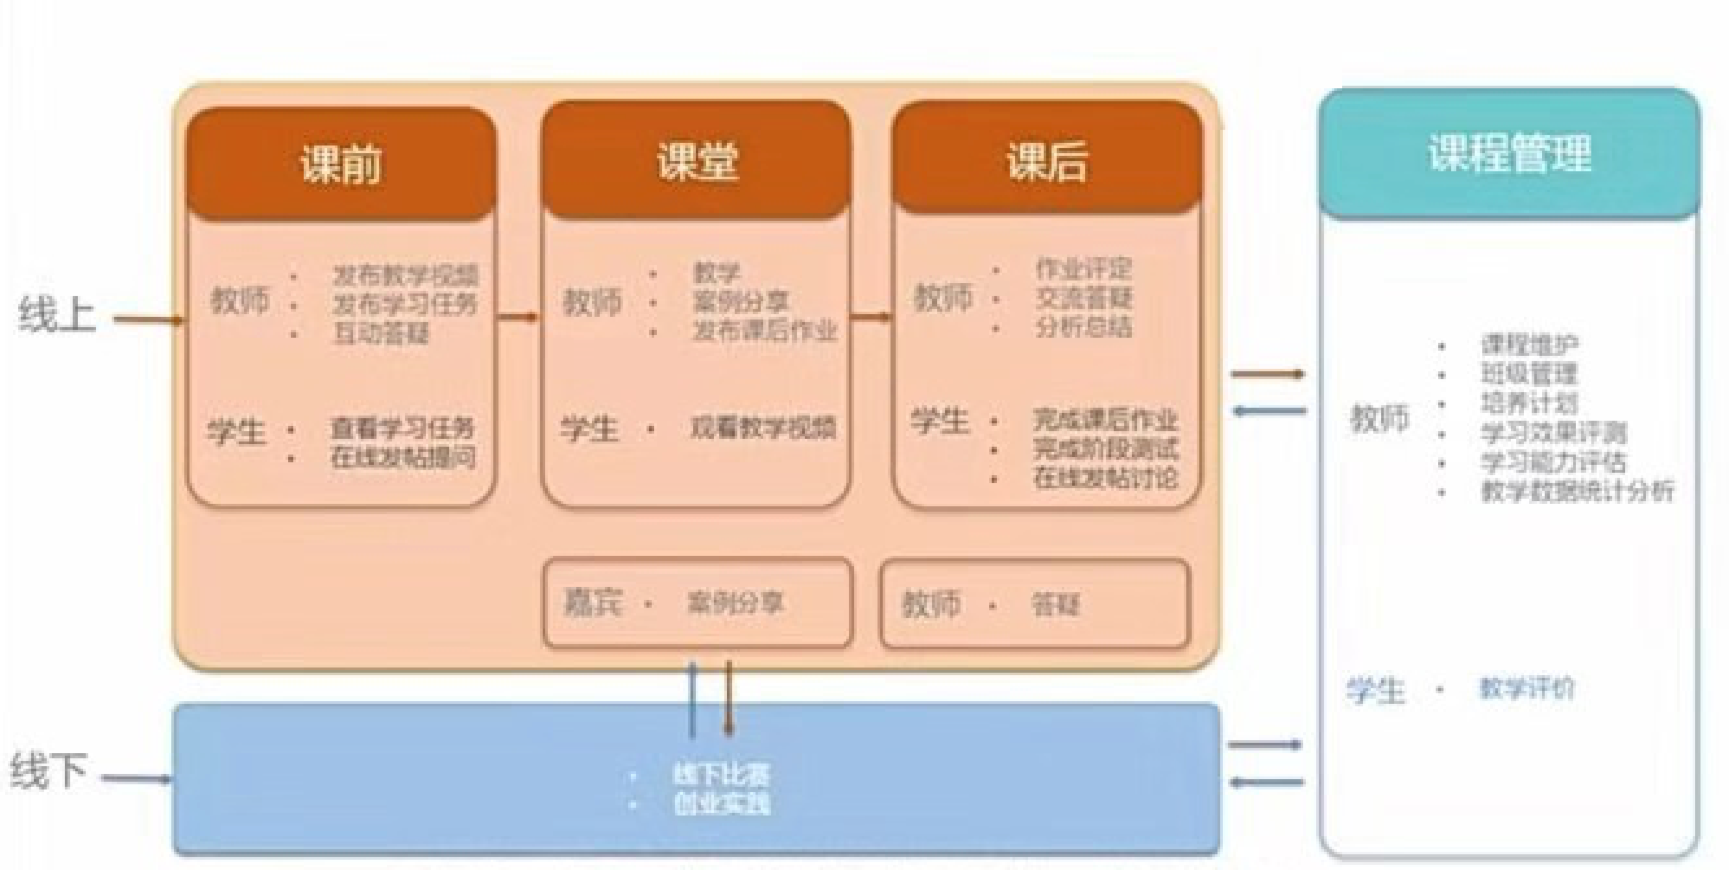 课前
课堂
课后
课程管理
线上
教师
发布教学视频
发布学习任务
互动答疑
学生
查看学习任务
在线发帖提问
教师
教学
案例分享
发布课后作业
学生
观看教学视频
教师
作业评定
交流答疑
分析总结
学生
完成课后作业
完成阶段测试
在线发帖讨论
嘉宾
案例分享
教师
答疑
教师
课程维护
班级管理
培养计划
学习效果评测
学习能力评估
教学数据统计分析
学生
教学评价
线下
线下比赛
创业实践